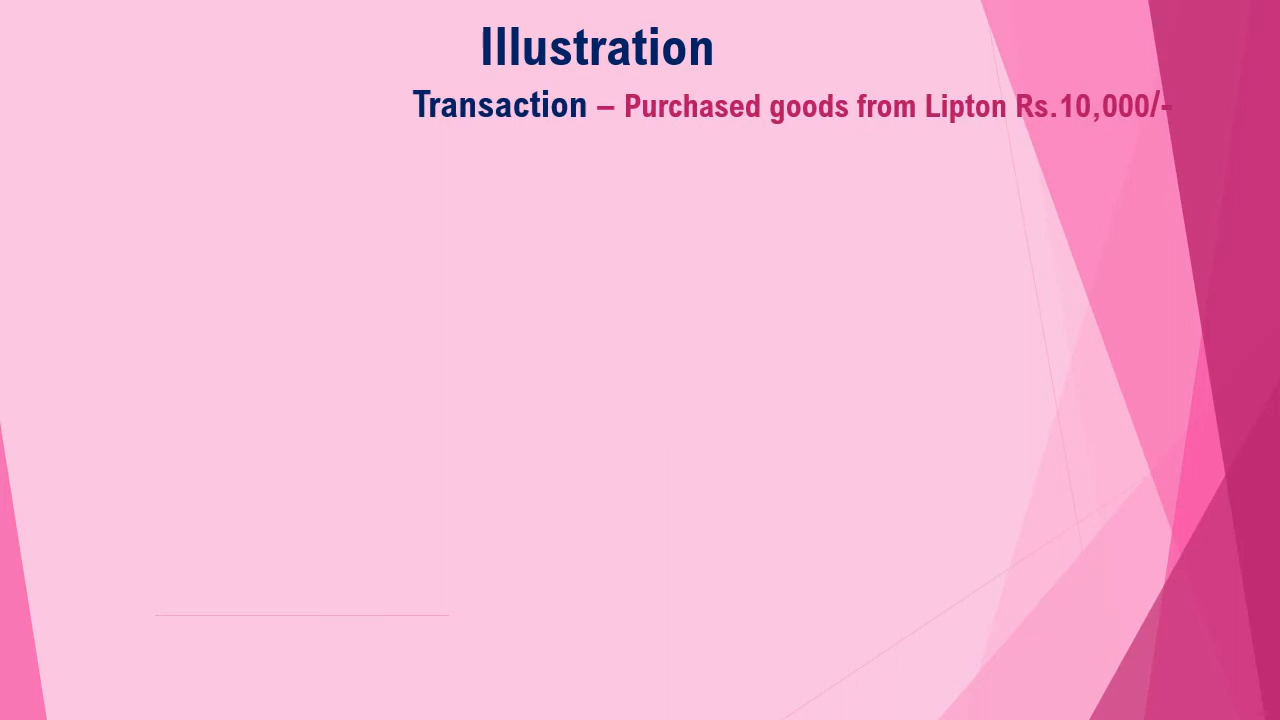 Illustration
Transaction – Purchased goods from Lipton Rs.10,000/-